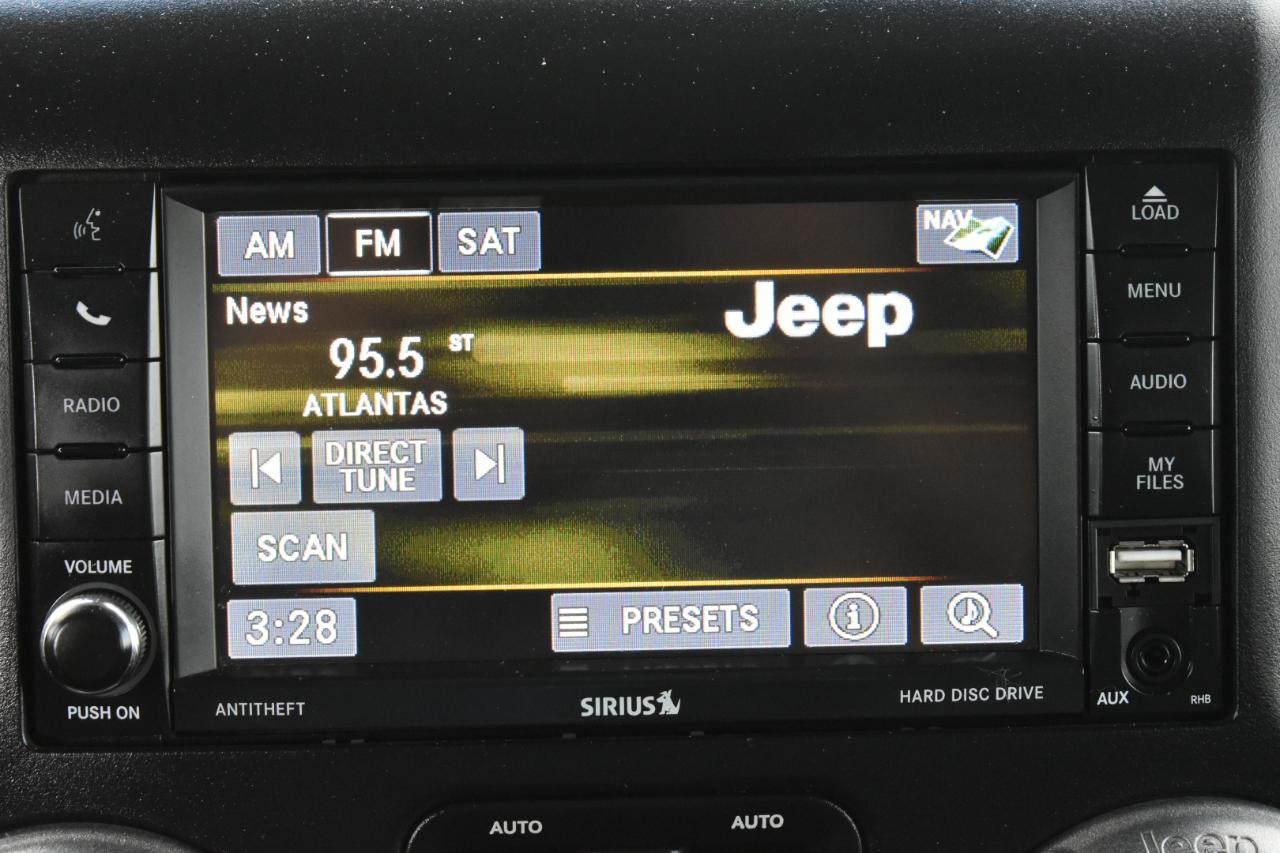 LOAD
AM
FM
SAT
NAV
MENU
News
Jeep
95.5 ST
ATLANTAS
RADIO
AUDIO
DIRECT
TUNE
MEDIA
MY
FILES
SCAN
VOLUME
3:28
PRESETS
i
PUSH ON
ANTITHEFT
SIRIUS
HARD DISC DRIVE
AUX
RHB
AUTO
AUTO
Jeep